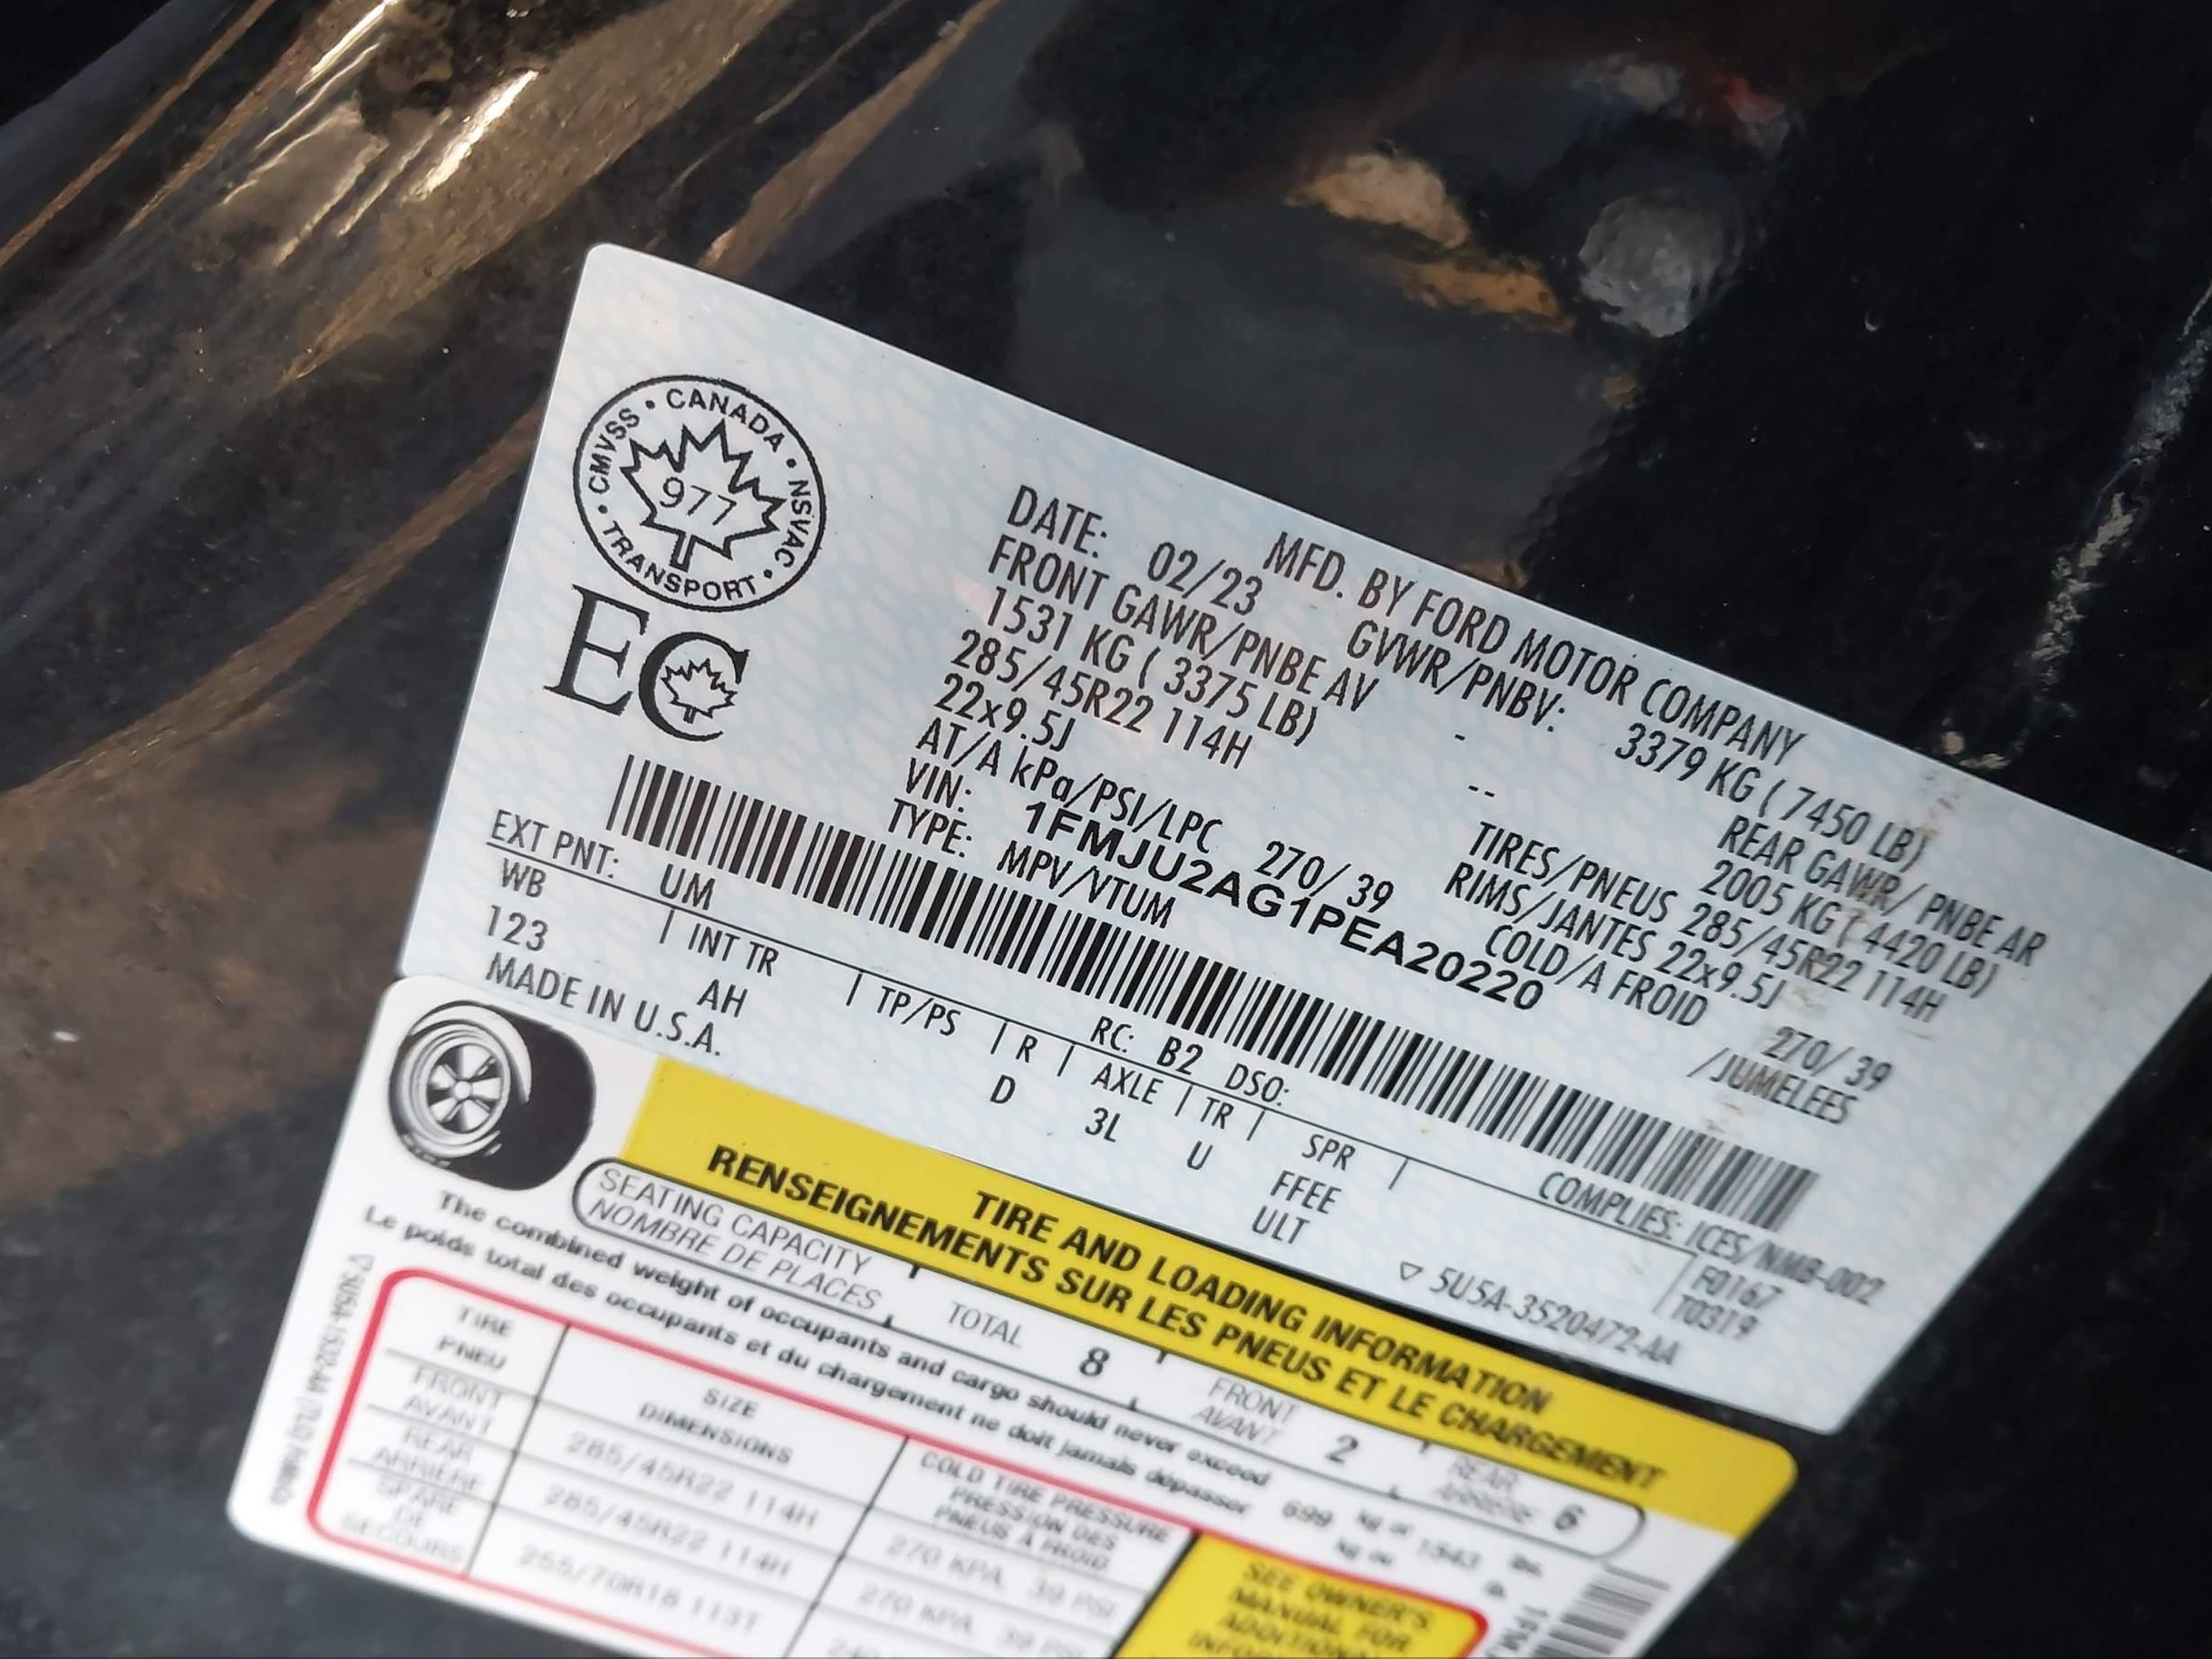 CANADA • NSVAC • TRANSPORT • CMVSS •
977
EC
MFD. BY FORD MOTOR COMPANY
DATE: 02/23 GVWR/PNBV: 3379 KG ( 7450 LB)
FRONT GAWR/PNBE AV - REAR GAWR/ PNBE AR
1531 KG ( 3375 LB) 2005 KG ( 4420 LB)
285/45R22 114H -- TIRES/PNEUS 285/45R22 114H
22x9.5J RIMS/JANTES 22x9.5J
AT/A kPa/PSI/LPC 270/ 39 COLD/A FROID 270/ 39
VIN: 1FMJU2AG1PEA20220 /JUMELEES
TYPE: MPV/VTUM
EXT PNT: UM RC: B2 DSO: COMPLIES: ICES/NMB-002
WB | INT TR | TP/PS | R | AXLE | TR | SPR | F0167
123 AH D 3L U FFEE T0319
MADE IN U.S.A. ULT ▽ 5U5A-3520472-AA
TIRE AND LOADING INFORMATION
RENSEIGNEMENTS SUR LES PNEUS ET LE CHARGEMENT
SEATING CAPACITY
NOMBRE DE PLACES
TOTAL 8
FRONT
AVANT 2
REAR
ARRIÈRE 6
The combined weight of occupants and cargo should never exceed 699 kg or 1543 lbs.
Le poids total des occupants et du chargement ne doit jamais dépasser kg ou
TIRE
PNEU
SIZE
DIMENSIONS
COLD TIRE PRESSURE
PRESSION DES
PNEUS À FROID
FRONT
AVANT
285/45R22 114H
270 KPA 39 PSI
REAR
ARRIÈRE
285/45R22 114H
270 KPA 39 PSI
SPARE
DE
SECOURS
255/70R18 113T
SEE OWNER'S
MANUAL FOR
ADDITIONAL